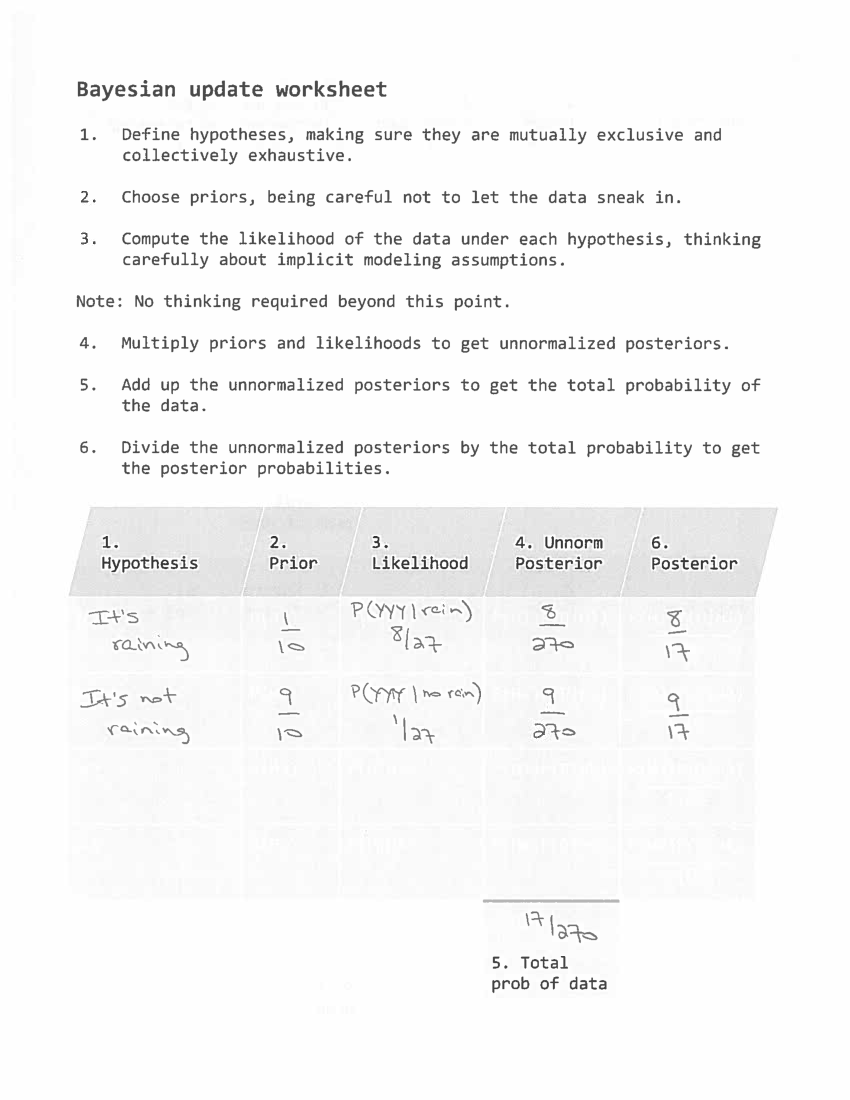 Bayesian update worksheet
1. Define hypotheses, making sure they are mutually exclusive and
collectively exhaustive.
2. Choose priors, being careful not to let the data sneak in.
3. Compute the likelihood of the data under each hypothesis, thinking
carefully about implicit modeling assumptions.
Note: No thinking required beyond this point.
4. Multiply priors and likelihoods to get unnormalized posteriors.
5. Add up the unnormalized posteriors to get the total probability of
the data.
6. Divide the unnormalized posteriors by the total probability to get
the posterior probabilities.
1. 2. 3. 4. Unnorm 6.
Hypothesis Prior Likelihood Posterior Posterior
It's 1 P(YYY | rain) 8 8
raining 10 8/27 270 17
It's not 9 P(YYY | no rain) 9 9
raining 10 1/27 270 17
17/270
5. Total
prob of data